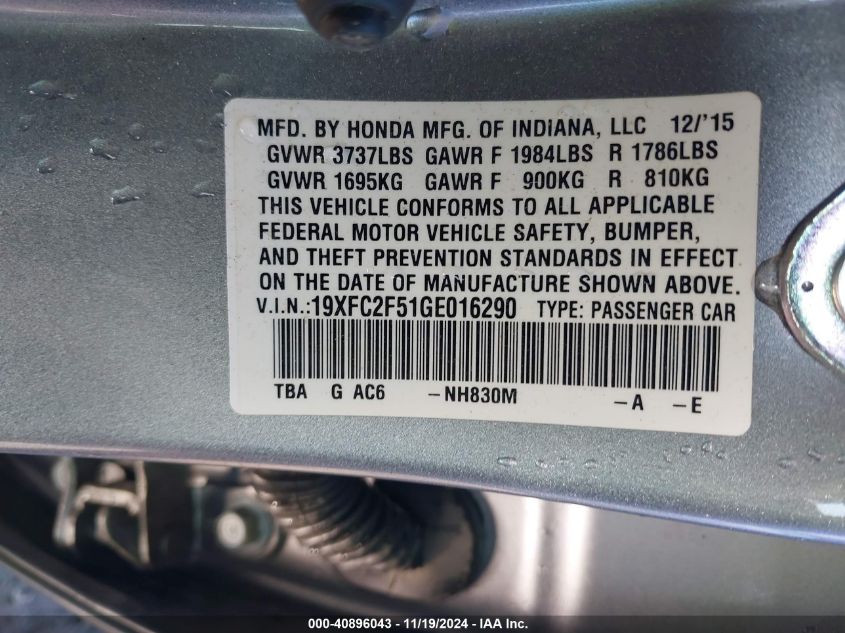 MFD. BY HONDA MFG. OF INDIANA, LLC 12/'15
GVWR 3737LBS GAWR F 1984LBS R 1786LBS
GVWR 1695KG GAWR F 900KG R 810KG
THIS VEHICLE CONFORMS TO ALL APPLICABLE
FEDERAL MOTOR VEHICLE SAFETY, BUMPER,
AND THEFT PREVENTION STANDARDS IN EFFECT
ON THE DATE OF MANUFACTURE SHOWN ABOVE.
V.I.N.:19XFC2F51GE016290 TYPE: PASSENGER CAR
TBA G AC6 -NH830M -A -E
000-40896043 - 11/19/2024 - IAA Inc.